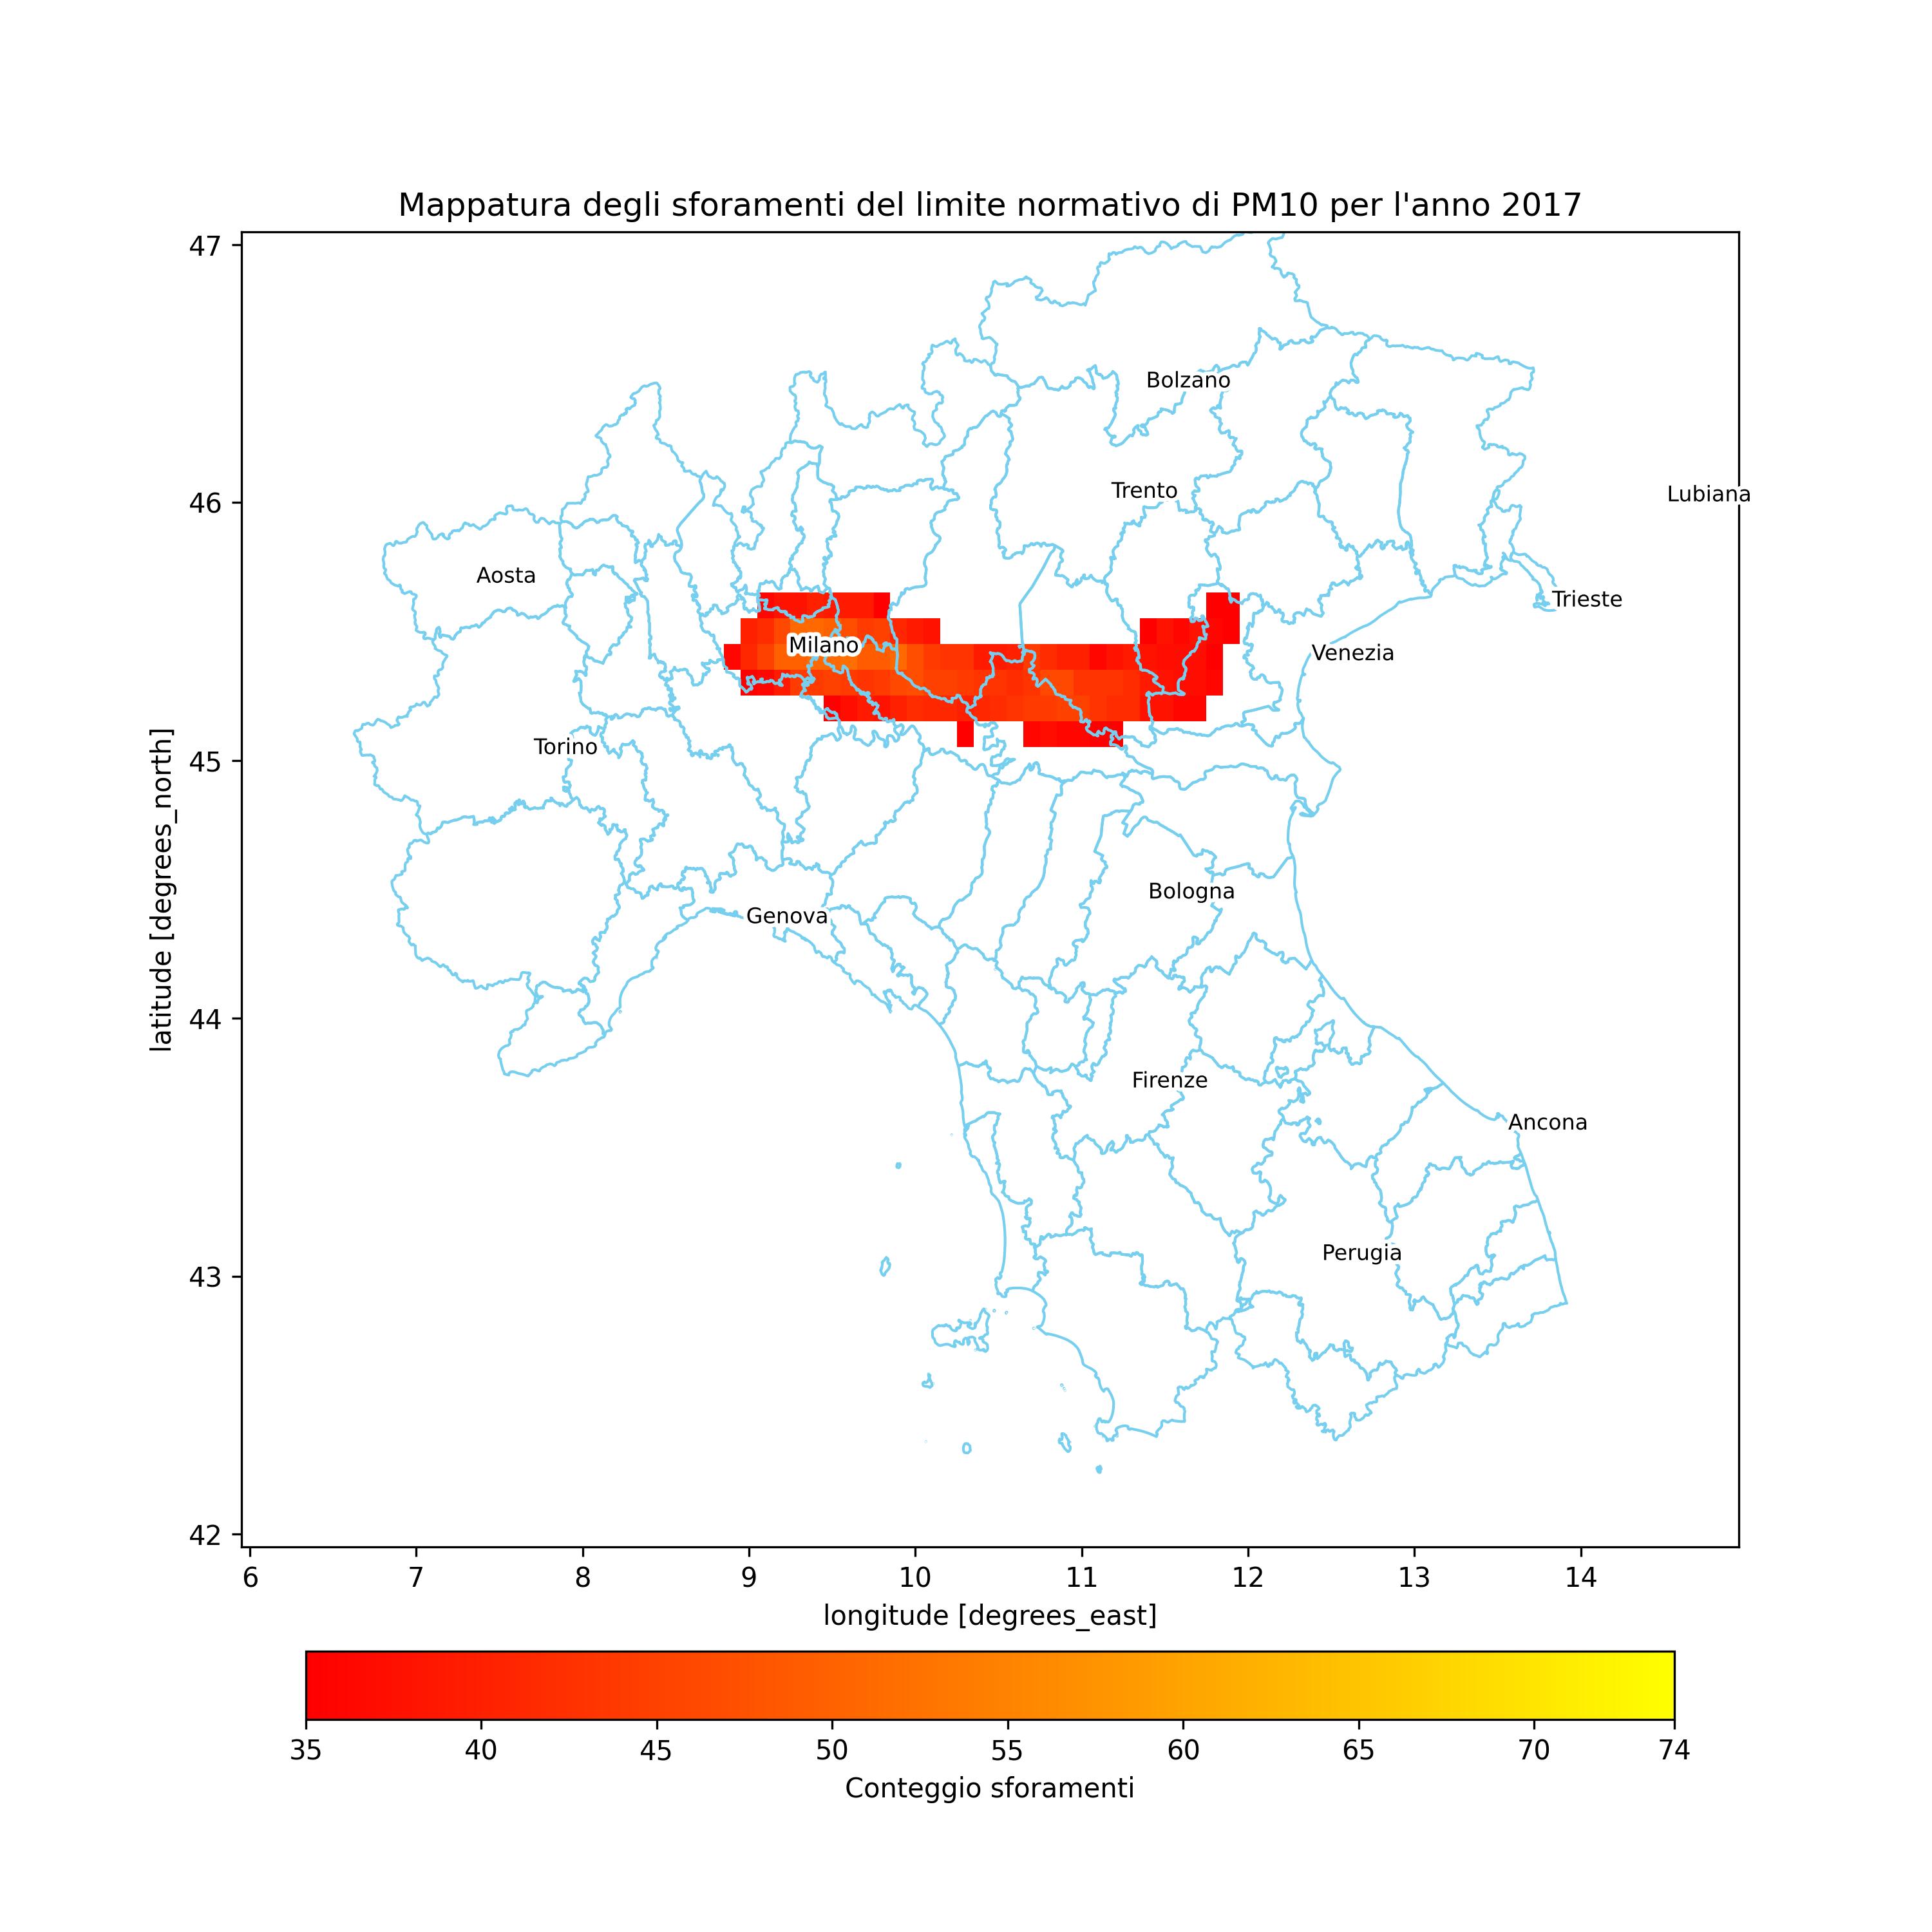 Mappatura degli sforamenti del limite normativo di PM10 per l'anno 2017
47
46
45
44
43
42
latitude [degrees_north]
Bolzano
Trento
Lubiana
Aosta
Trieste
Milano
Venezia
Torino
Bologna
Genova
Firenze
Ancona
Perugia
6 7 8 9 10 11 12 13 14
longitude [degrees_east]
35 40 45 50 55 60 65 70 74
Conteggio sforamenti